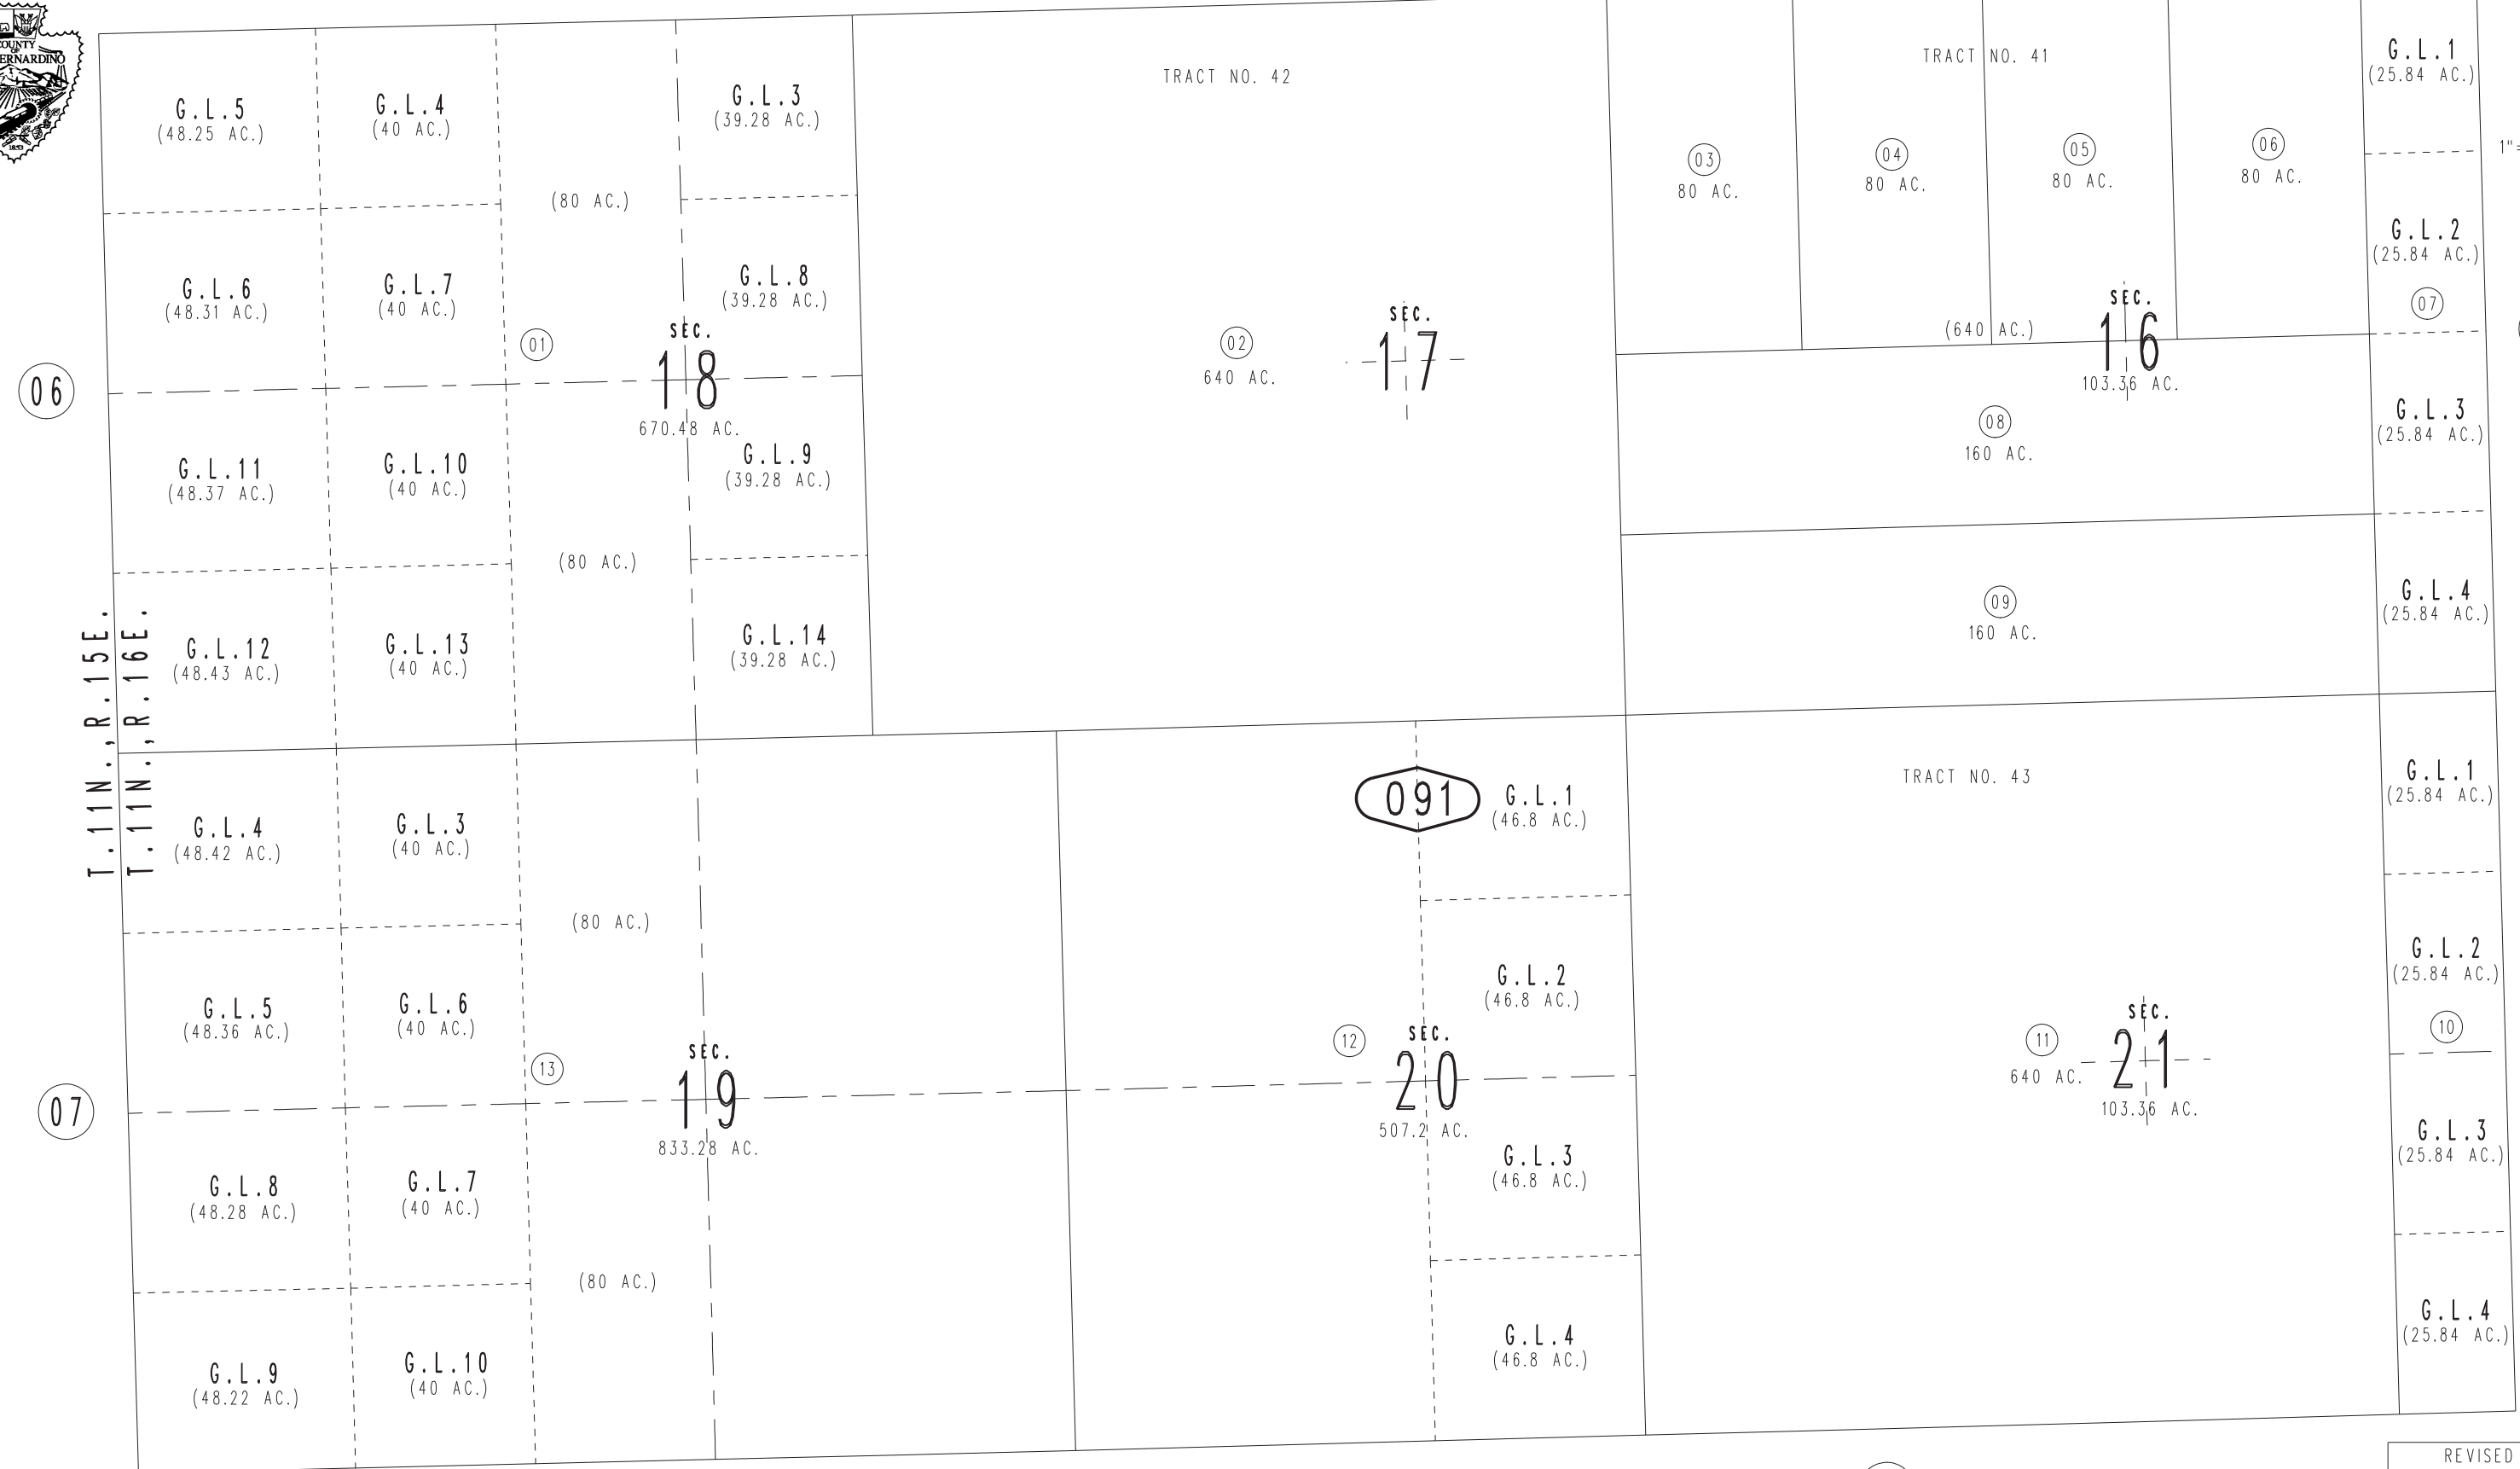 COUNTY
OF
ERNARDINO
1853
G.L.5
(48.25 AC.)
G.L.4
(40 AC.)
(80 AC.)
G.L.3
(39.28 AC.)
TRACT NO. 42
TRACT NO. 41
G.L.1
(25.84 AC.)
03
80 AC.
04
80 AC.
05
80 AC.
06
80 AC.
1"=
G.L.6
(48.31 AC.)
G.L.7
(40 AC.)
01
G.L.8
(39.28 AC.)
G.L.2
(25.84 AC.)
07
06
SEC.
18
670.48 AC.
02
640 AC.
SEC.
17
(640 AC.)
SEC.
16
103.36 AC.
08
160 AC.
G.L.3
(25.84 AC.)
G.L.11
(48.37 AC.)
G.L.10
(40 AC.)
(80 AC.)
G.L.9
(39.28 AC.)
09
160 AC.
G.L.4
(25.84 AC.)
T.11N.,R.15E.
T.11N.,R.16E.
G.L.12
(48.43 AC.)
G.L.13
(40 AC.)
G.L.14
(39.28 AC.)
G.L.4
(48.42 AC.)
G.L.3
(40 AC.)
(80 AC.)
091
G.L.1
(46.8 AC.)
TRACT NO. 43
G.L.1
(25.84 AC.)
G.L.5
(48.36 AC.)
G.L.6
(40 AC.)
13
G.L.2
(46.8 AC.)
G.L.2
(25.84 AC.)
10
07
SEC.
19
833.28 AC.
12
SEC.
20
507.2 AC.
11
640 AC.
SEC.
21
103.36 AC.
G.L.8
(48.28 AC.)
G.L.7
(40 AC.)
(80 AC.)
G.L.3
(46.8 AC.)
G.L.3
(25.84 AC.)
G.L.9
(48.22 AC.)
G.L.10
(40 AC.)
G.L.4
(46.8 AC.)
G.L.4
(25.84 AC.)
REVISED